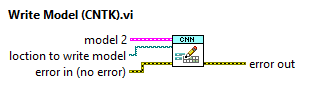 Write Model (CNTK).vi
model 2
CNN
loction to write model
error in (no error)
error out